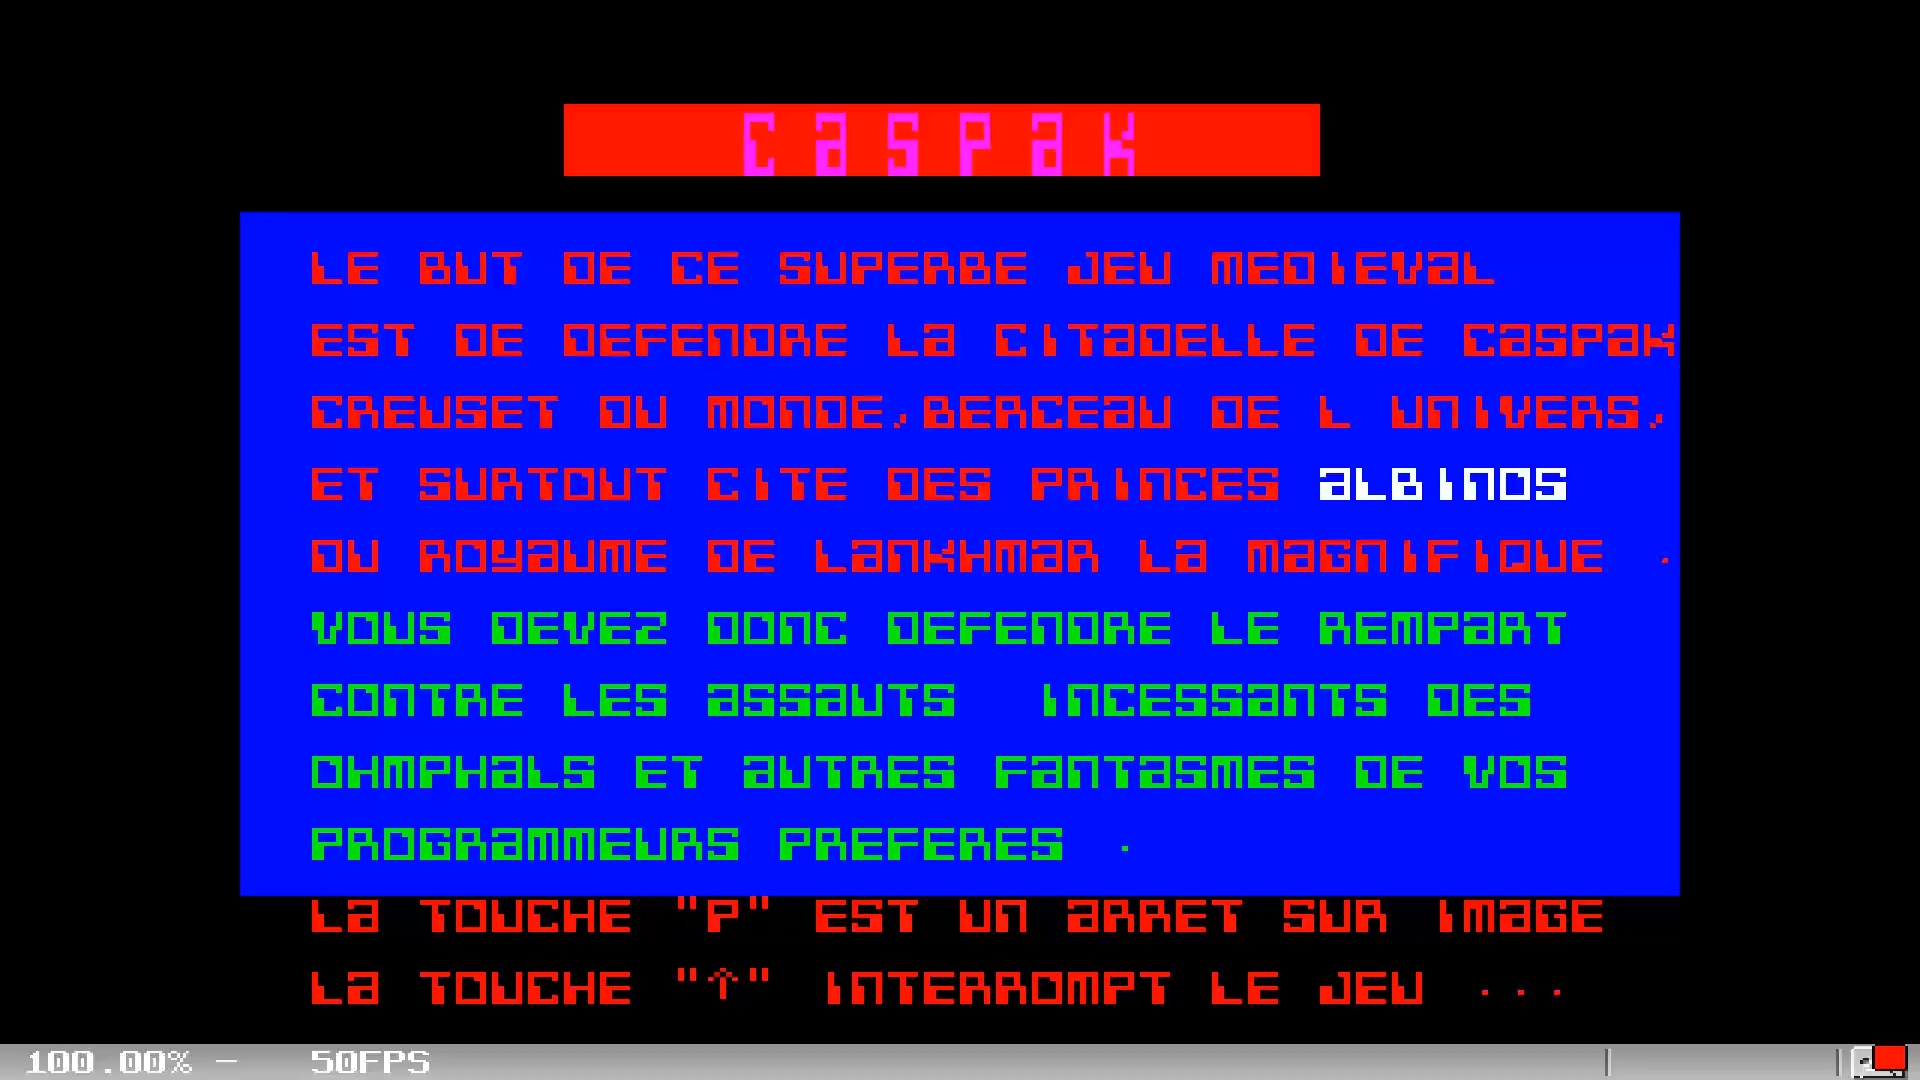 CASPAK
LE BUT DE CE SUPERBE JEU MEDIEVAL
EST DE DEFENDRE LA CITADELLE DE CASPAK
CREUSET DU MONDE,BERCEAU DE L UNIVERS,
ET SURTOUT CITE DES PRINCES ALBINOS
DU ROYAUME DE LANKHMAR LA MAGNIFIQUE .
VOUS DEVEZ DONC DEFENDRE LE REMPART
CONTRE LES ASSAUTS INCESSANTS DES
OHMPHALS ET AUTRES FANTASMES DE VOS
PROGRAMMEURS PREFERES .
LA TOUCHE "P" EST UN ARRET SUR IMAGE
LA TOUCHE "↑" INTERROMPT LE JEU ...
100.00% - 50FPS